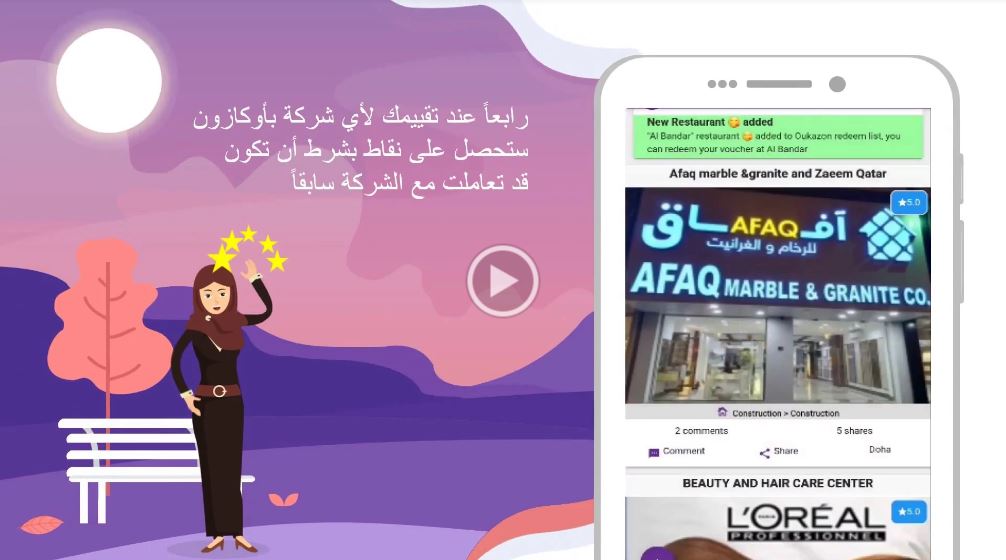 رابعاً عند تقييمك لأي شركة بأوكازون
ستحصل على نقاط بشرط أن تكون
قد تعاملت مع الشركة سابقاً
New Restaurant 😋 added
"Al Bandar" restaurant 😋 added to Oukazon redeem list, you
can redeem your voucher at Al Bandar
Afaq marble &granite and Zaeem Qatar
★5.0
آفــ AFAQ ــاق
للرخام و الغرانيت
AFAQ MARBLE & GRANITE CO.
Construction > Construction
2 comments 5 shares
Comment Share Doha
BEAUTY AND HAIR CARE CENTER
★5.0
L'ORÉAL
PARIS
PROFESSIONNEL